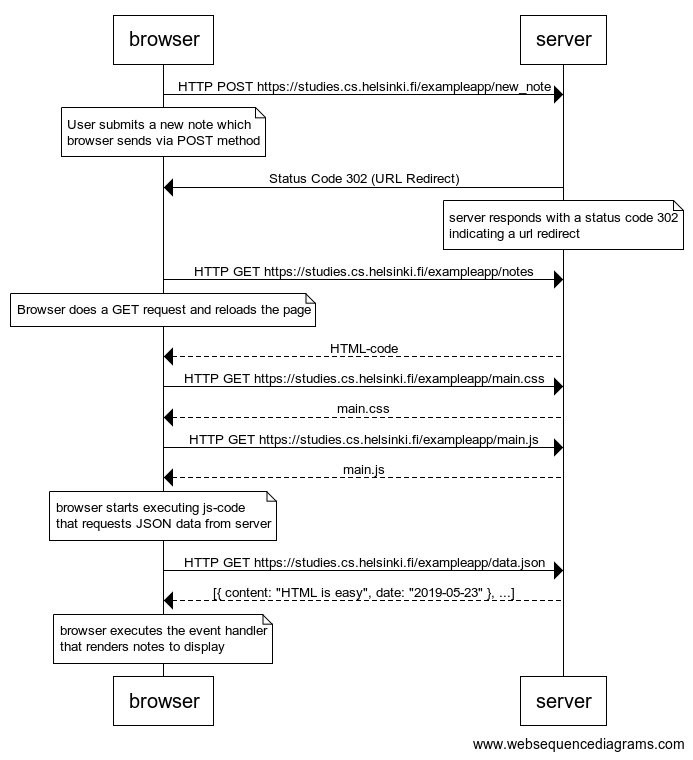 browser
server
HTTP POST https://studies.cs.helsinki.fi/exampleapp/new_note
User submits a new note which
browser sends via POST method
Status Code 302 (URL Redirect)
server responds with a status code 302
indicating a url redirect
HTTP GET https://studies.cs.helsinki.fi/exampleapp/notes
Browser does a GET request and reloads the page
HTML-code
HTTP GET https://studies.cs.helsinki.fi/exampleapp/main.css
main.css
HTTP GET https://studies.cs.helsinki.fi/exampleapp/main.js
main.js
browser starts executing js-code
that requests JSON data from server
HTTP GET https://studies.cs.helsinki.fi/exampleapp/data.json
[{ content: "HTML is easy", date: "2019-05-23" }, ...]
browser executes the event handler
that renders notes to display
browser
server
www.websequencediagrams.com